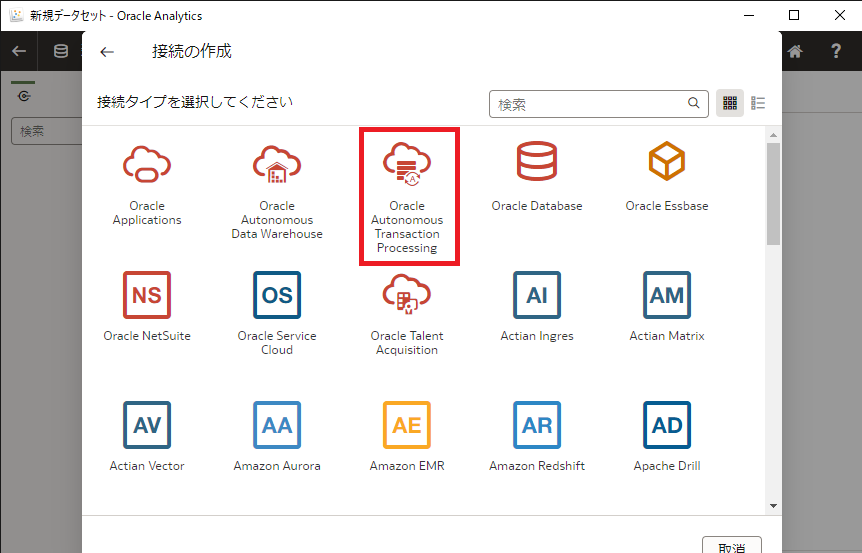 新規データセット - Oracle Analytics
接続の作成
接続タイプを選択してください
検索
検索
Oracle
Applications
Oracle
Autonomous
Data Warehouse
Oracle
Autonomous
Transaction
Processing
Oracle Database
Oracle Essbase
NS
Oracle NetSuite
OS
Oracle Service
Cloud
Oracle Talent
Acquisition
AI
Actian Ingres
AM
Actian Matrix
AV
Actian Vector
AA
Amazon Aurora
AE
Amazon EMR
AR
Amazon Redshift
AD
Apache Drill
取消